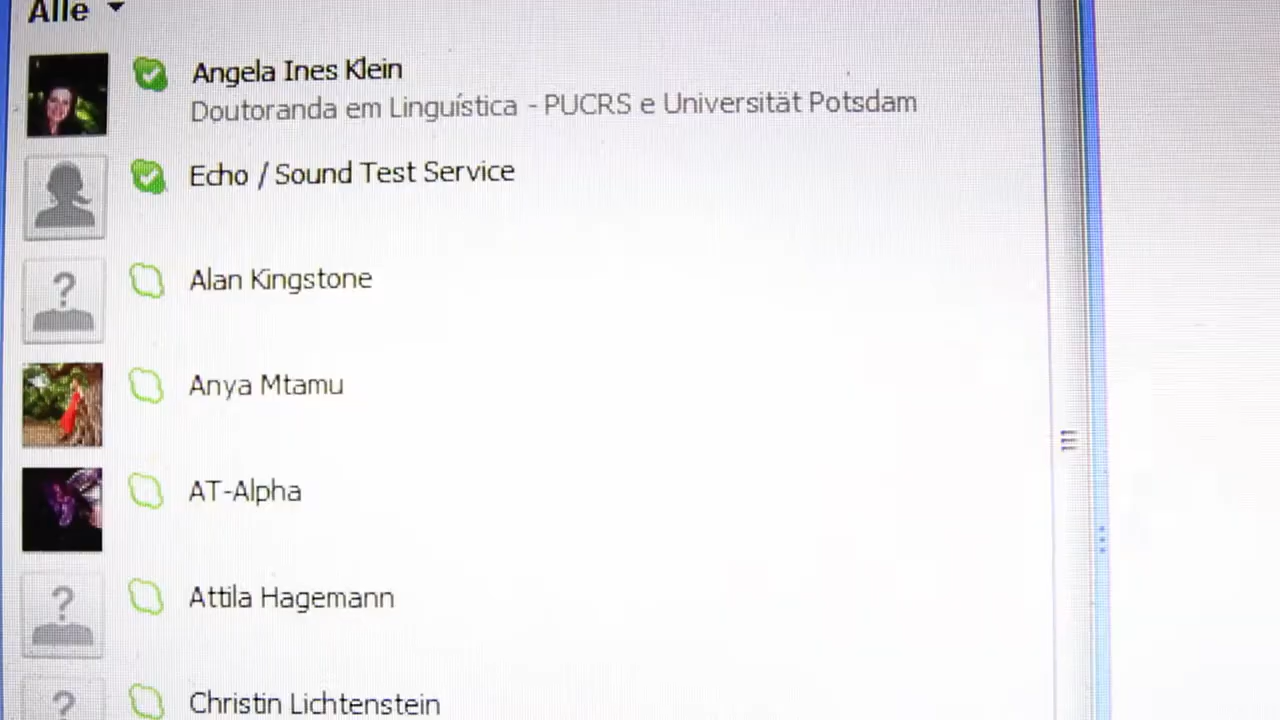 Alle
Angela Ines Klein
Doutoranda em Linguística - PUCRS e Universität Potsdam
Echo / Sound Test Service
Alan Kingstone
Anya Mtamu
AT-Alpha
Attila Hagemann
Christin Lichtenstein